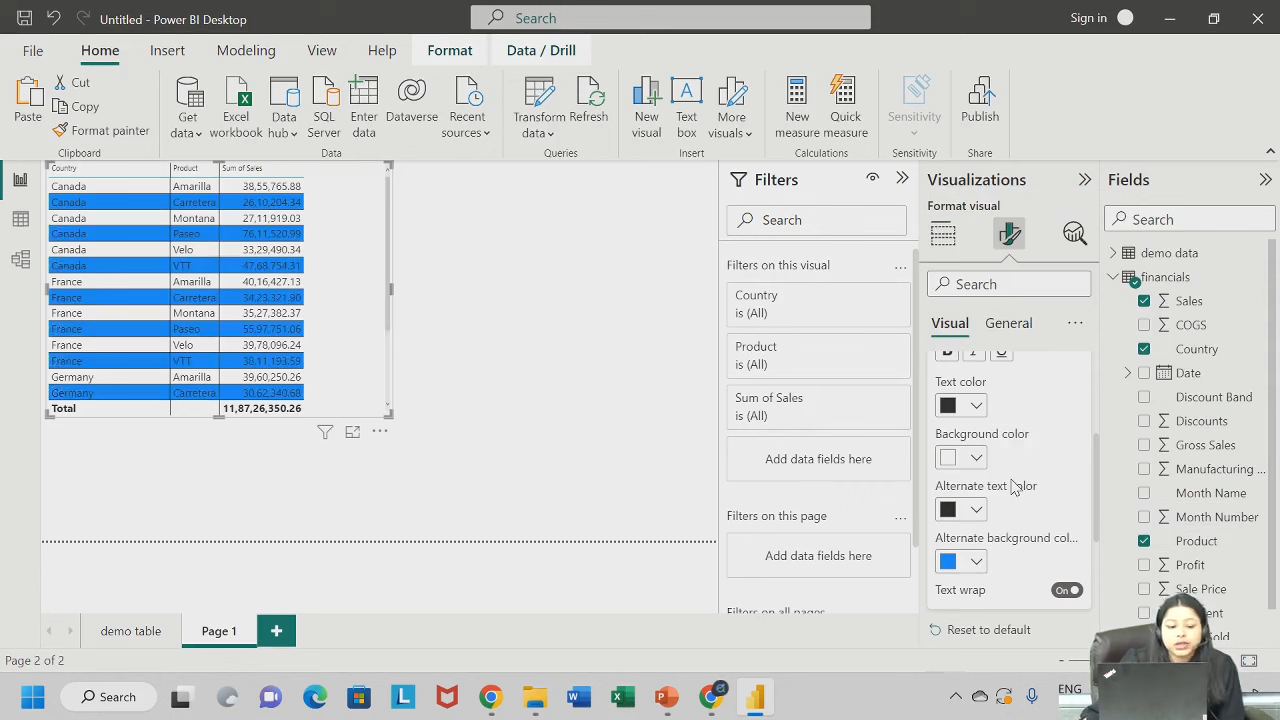 Untitled - Power BI Desktop
Search
Sign in
File
Home
Insert
Modeling
View
Help
Format
Data / Drill
Paste
Cut
Copy
Format painter
Clipboard
Get data
Excel workbook
Data hub
SQL Server
Enter data
Dataverse
Recent sources
Data
Transform data
Refresh
Queries
New visual
Text box
More visuals
Insert
New measure
Quick measure
Calculations
Sensitivity
Sensitivity
Publish
Share
Country Product Sum of Sales
Canada Amarilla 38,55,765.88
Canada Carretera 26,10,204.34
Canada Montana 27,11,919.03
Canada Paseo 76,11,520.99
Canada Velo 33,29,490.34
Canada VTT 47,68,754.31
France Amarilla 40,16,427.13
France Carretera 34,23,321.90
France Montana 35,27,382.37
France Paseo 55,97,751.06
France Velo 39,78,096.24
France VTT 38,11,193.59
Germany Amarilla 39,60,250.26
Germany Carretera 30,62,340.68
Total 11,87,26,350.26
Filters
Search
Filters on this visual ...
Country
is (All)
Product
is (All)
Sum of Sales
is (All)
Add data fields here
Filters on this page ...
Add data fields here
Filters on all pages
Visualizations
Format visual
Search
Visual
General
...
B I U
Text color
Background color
Alternate text color
Alternate background col...
Text wrap On
Reset to default
Fields
Search
demo data
financials
Sales
COGS
Country
Date
Discount Band
Discounts
Gross Sales
Manufacturing ...
Month Name
Month Number
Product
Profit
Sale Price
demo table
Page 1
Page 2 of 2
Search
ENG